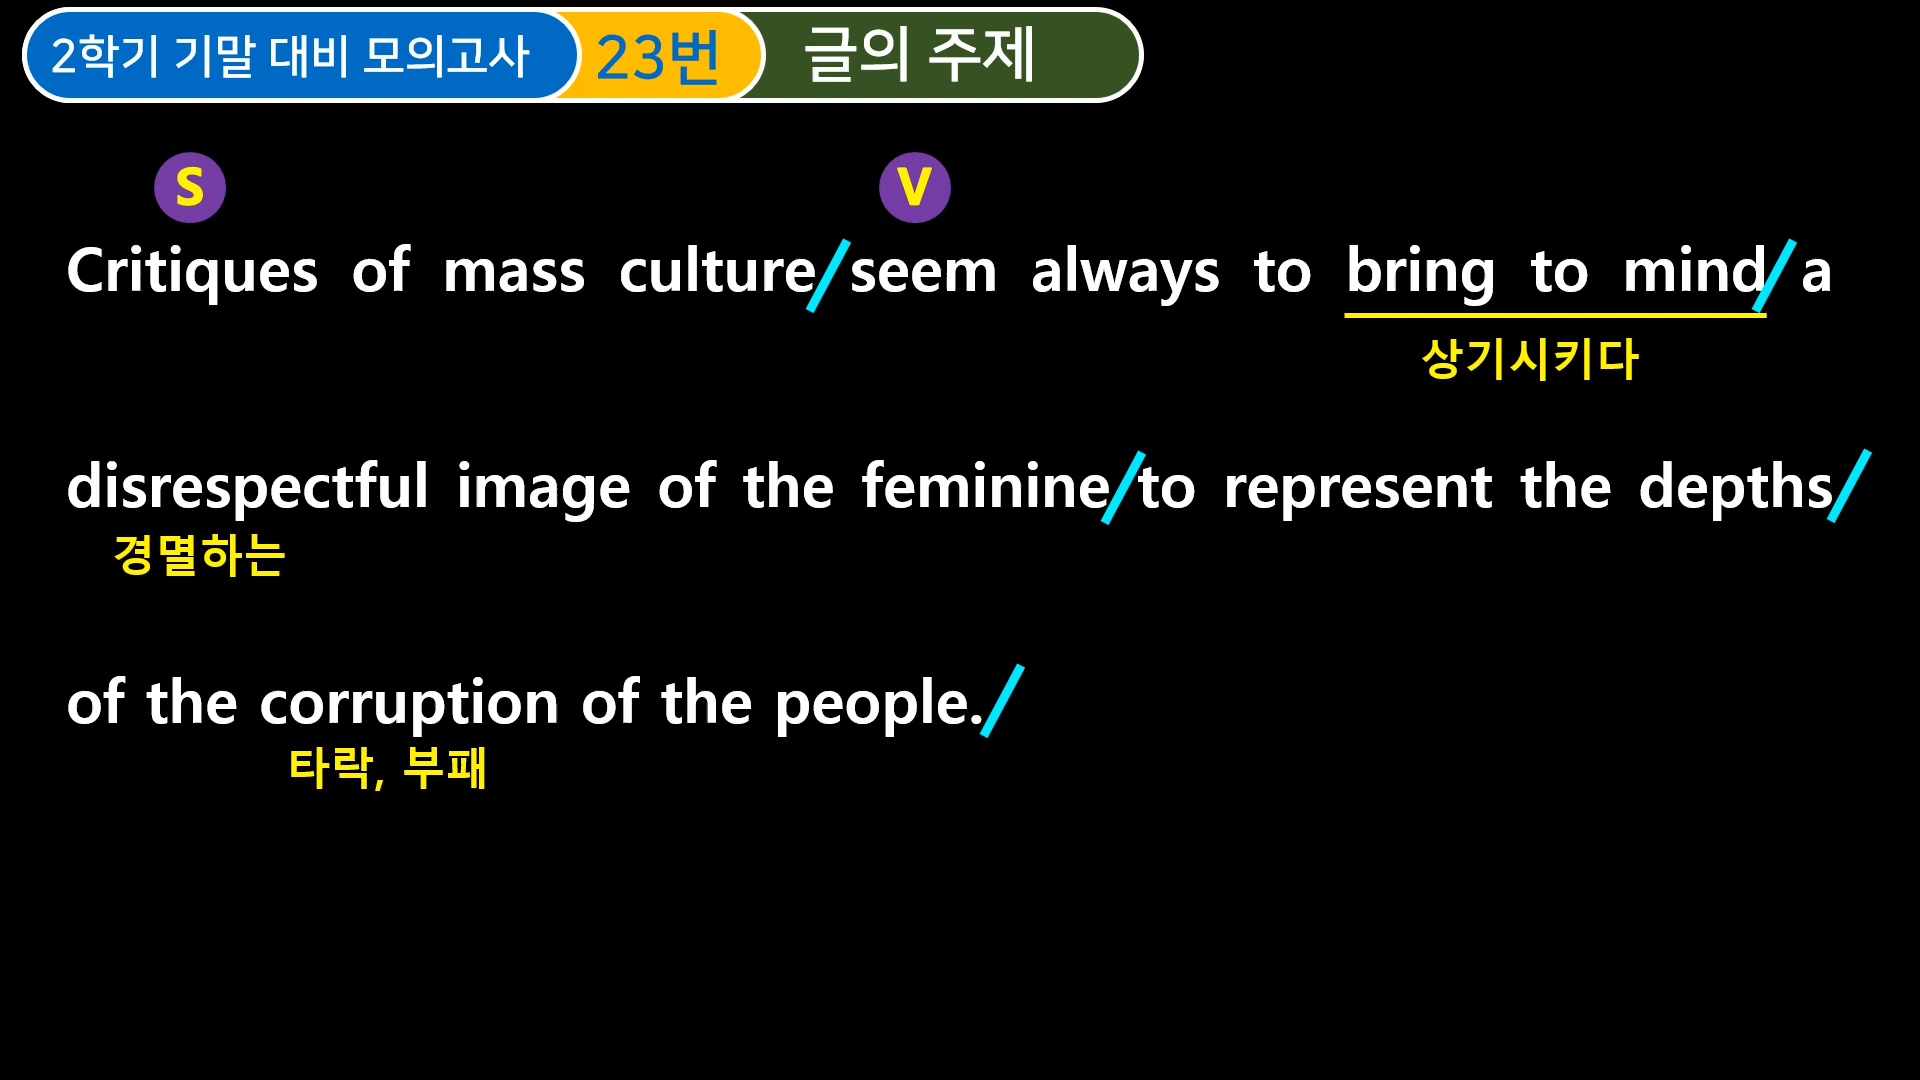 2학기 기말 대비 모의고사 23번 글의 주제
S V
Critiques of mass culture/seem always to bring to mind/a
상기시키다
disrespectful image of the feminine/to represent the depths/
경멸하는
of the corruption of the people./
타락, 부패